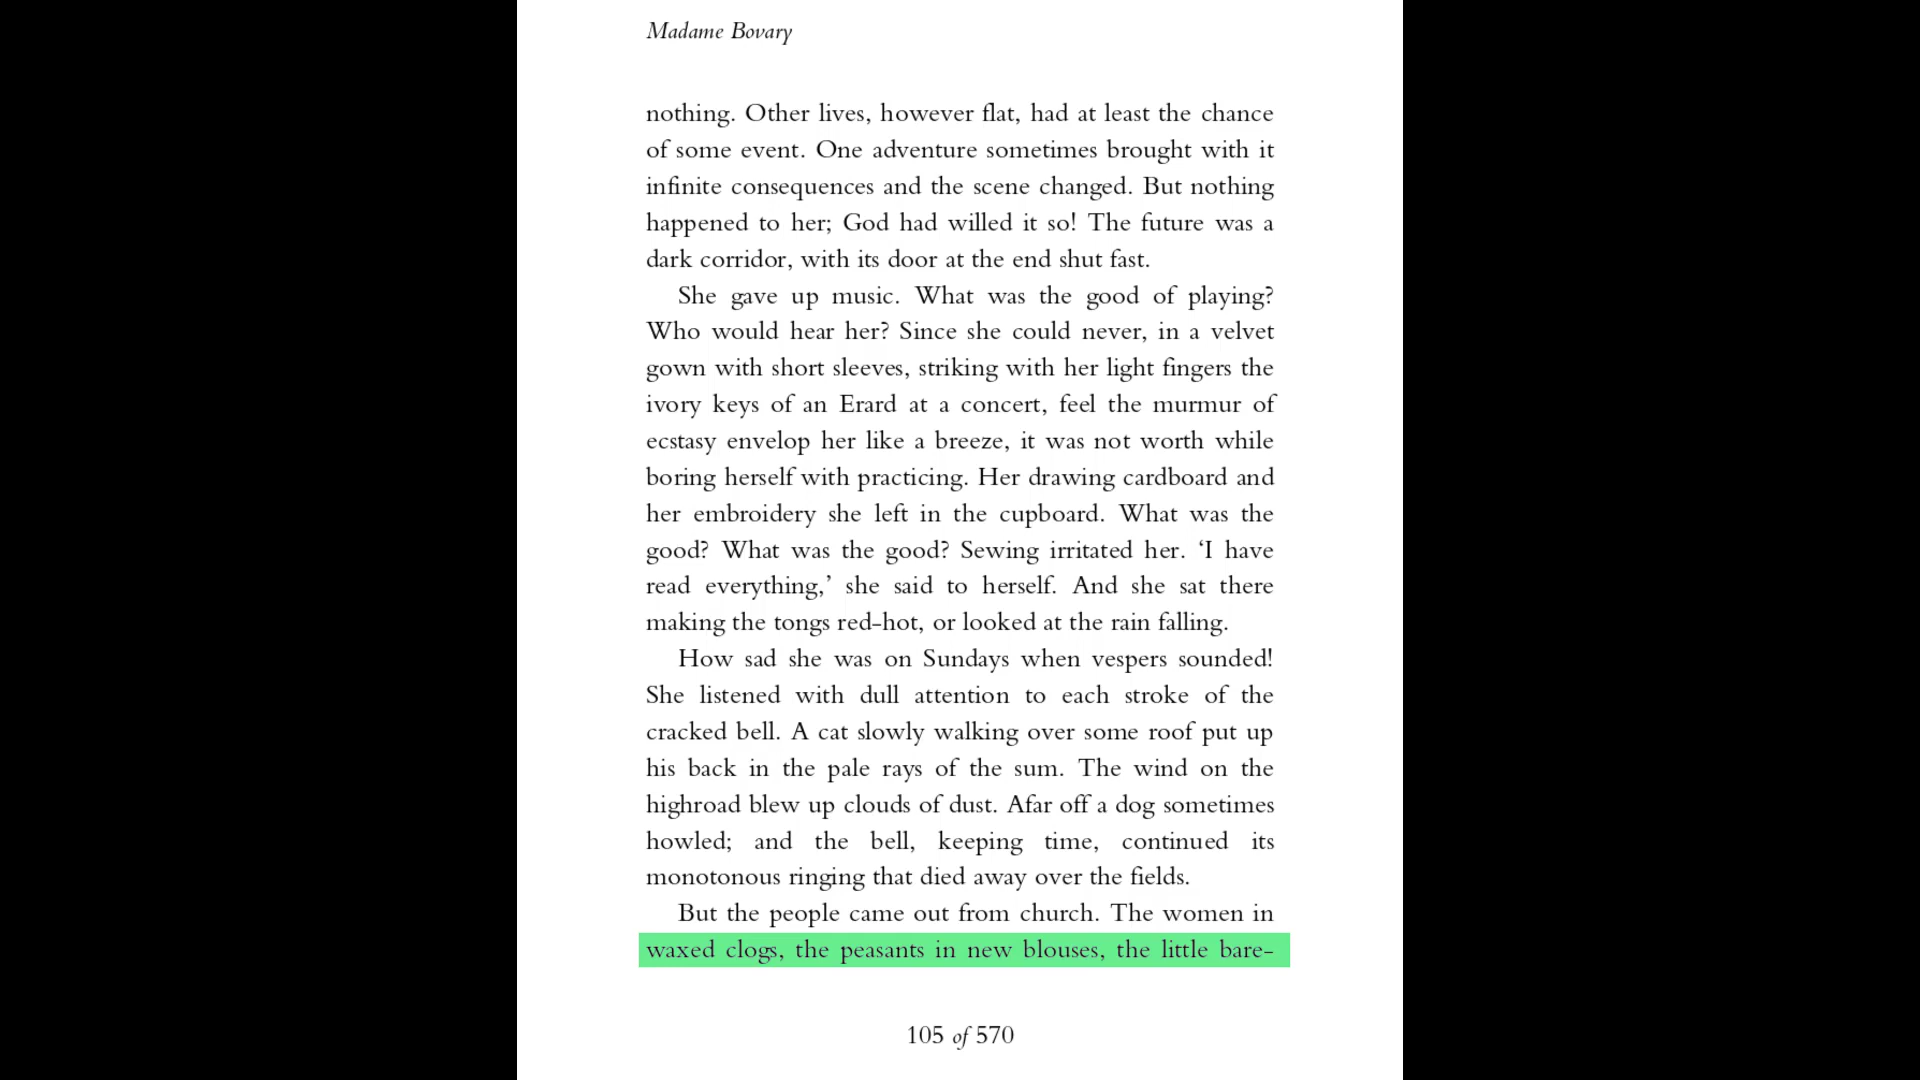 Madame Bovary
nothing. Other lives, however flat, had at least the chance
of some event. One adventure sometimes brought with it
infinite consequences and the scene changed. But nothing
happened to her; God had willed it so! The future was a
dark corridor, with its door at the end shut fast.
She gave up music. What was the good of playing?
Who would hear her? Since she could never, in a velvet
gown with short sleeves, striking with her light fingers the
ivory keys of an Erard at a concert, feel the murmur of
ecstasy envelop her like a breeze, it was not worth while
boring herself with practicing. Her drawing cardboard and
her embroidery she left in the cupboard. What was the
good? What was the good? Sewing irritated her. ‘I have
read everything,’ she said to herself. And she sat there
making the tongs red-hot, or looked at the rain falling.
How sad she was on Sundays when vespers sounded!
She listened with dull attention to each stroke of the
cracked bell. A cat slowly walking over some roof put up
his back in the pale rays of the sum. The wind on the
highroad blew up clouds of dust. Afar off a dog sometimes
howled; and the bell, keeping time, continued its
monotonous ringing that died away over the fields.
But the people came out from church. The women in
waxed clogs, the peasants in new blouses, the little bare-
105 of 570